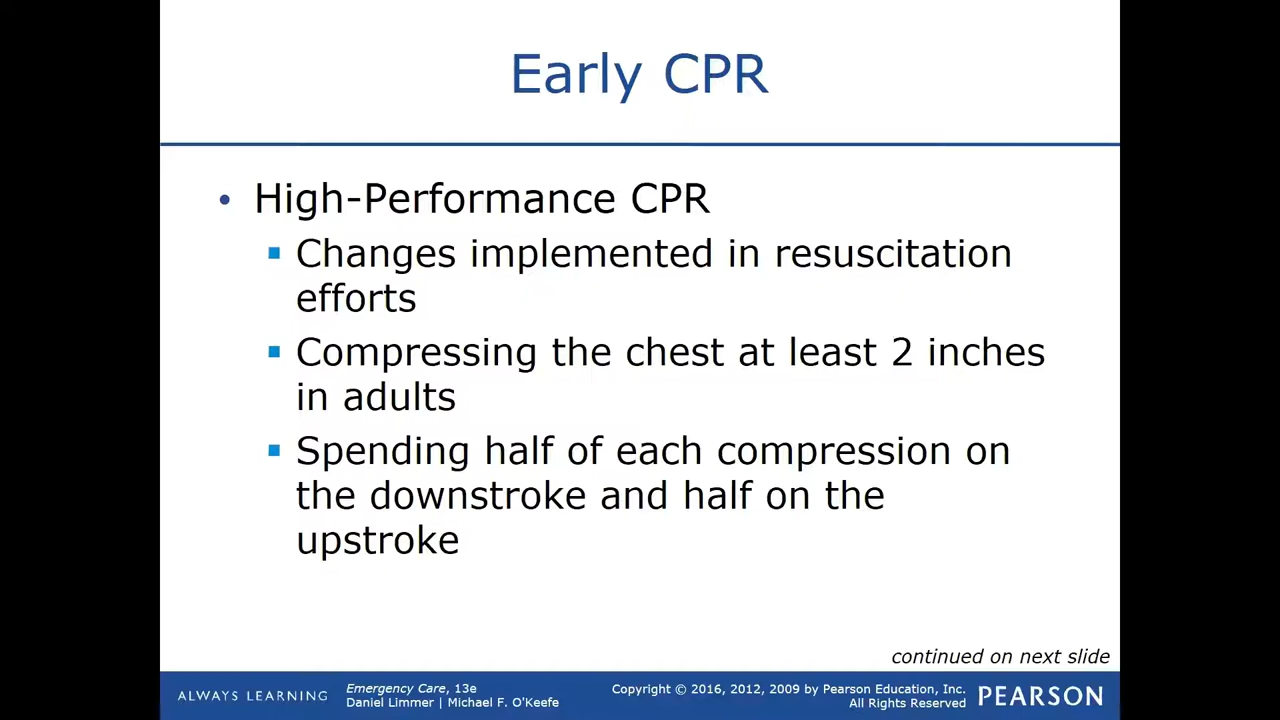 Early CPR
• High-Performance CPR
▪ Changes implemented in resuscitation
efforts
▪ Compressing the chest at least 2 inches
in adults
▪ Spending half of each compression on
the downstroke and half on the
upstroke
continued on next slide
ALWAYS LEARNING
Emergency Care, 13e
Daniel Limmer | Michael F. O'Keefe
Copyright © 2016, 2012, 2009 by Pearson Education, Inc.
All Rights Reserved
PEARSON